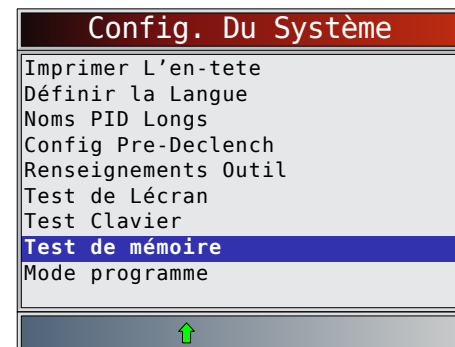 Config. Du Système
Imprimer L’en-tete
Définir la Langue
Noms PID Longs
Config Pre-Declench
Renseignements Outil
Test de Lécran
Test Clavier
Test de mémoire
Mode programme